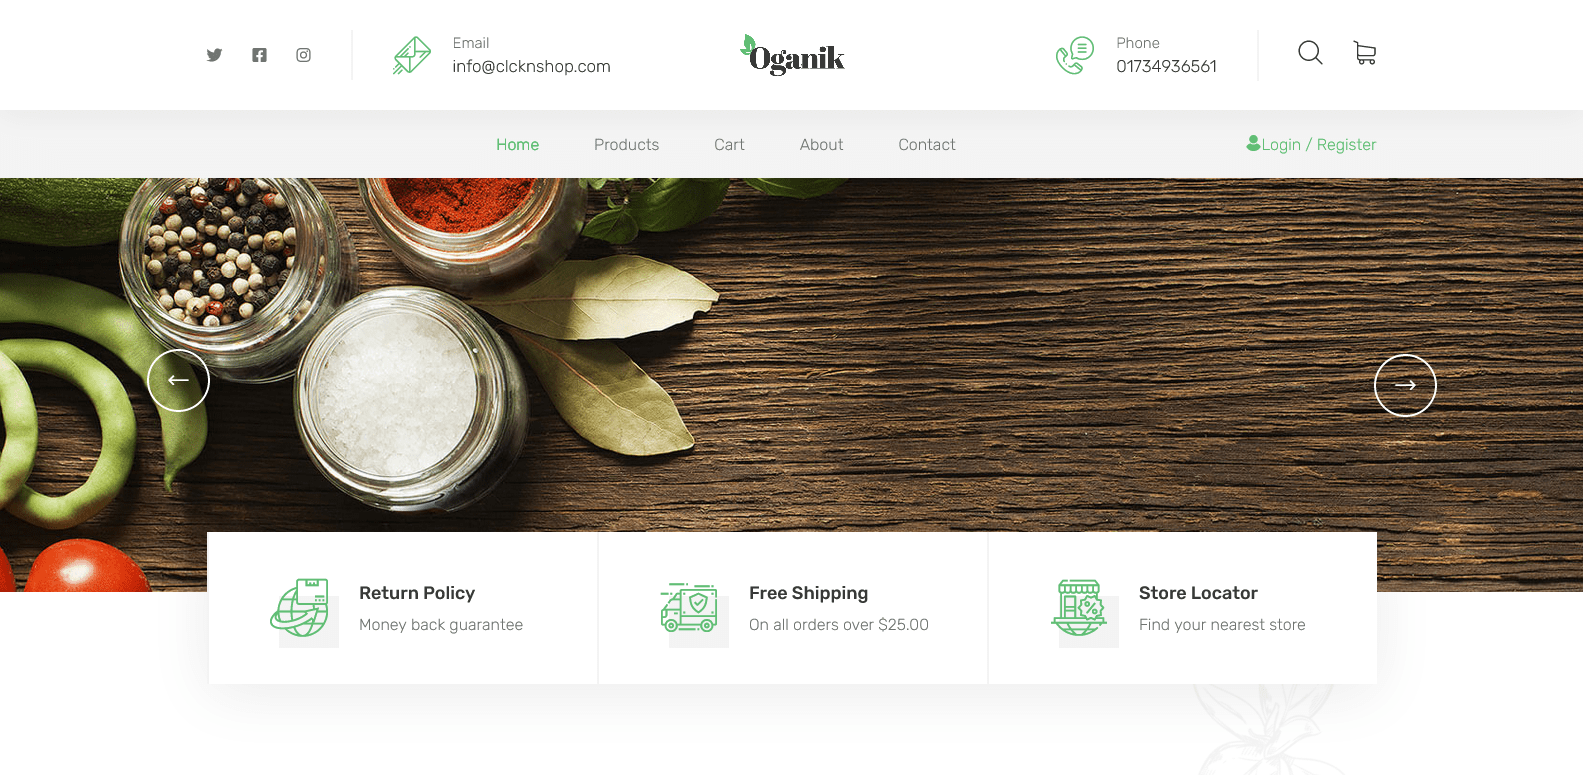 Email
info@clcknshop.com
Oganik
Phone
01734936561
Home
Products
Cart
About
Contact
Login / Register
Return Policy
Money back guarantee
Free Shipping
On all orders over $25.00
Store Locator
Find your nearest store